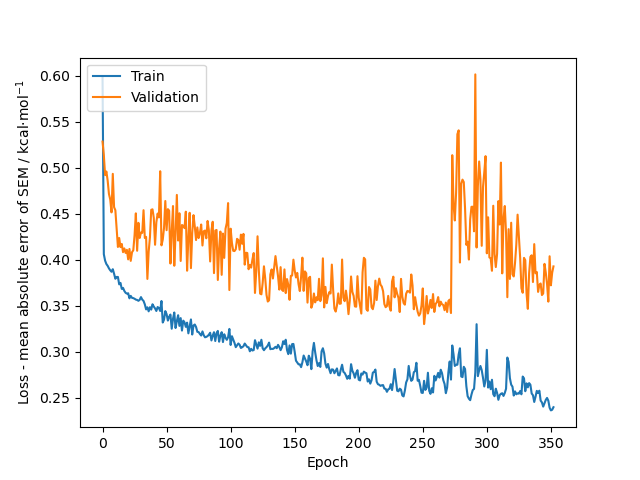 Train
Validation
0.60
0.55
0.50
0.45
0.40
0.35
0.30
0.25
Loss - mean absolute error of SEM / kcal·mol⁻¹
0 50 100 150 200 250 300 350
Epoch